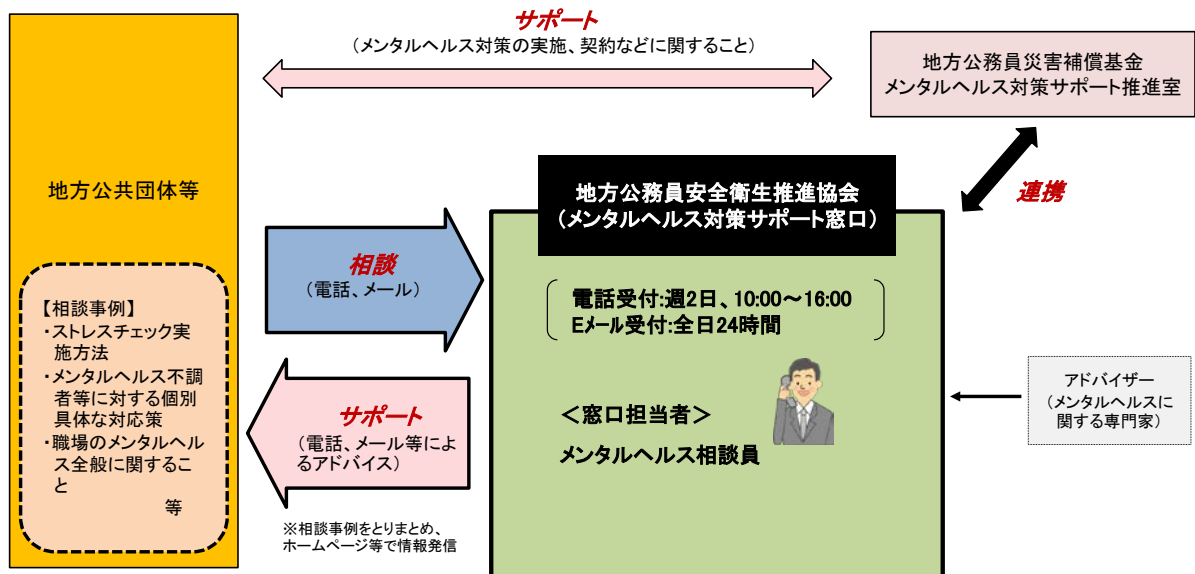 サポート
(メンタルヘルス対策の実施、契約などに関すること)
地方公務員災害補償基金
メンタルヘルス対策サポート推進室
連携
地方公共団体等
【相談事例】
・ストレスチェック実
施方法
・メンタルヘルス不調
者等に対する個別
具体な対応策
・職場のメンタルヘル
ス全般に関するこ
と
等
相談
(電話、メール)
サポート
(電話、メール等によ
るアドバイス)
※相談事例をとりまとめ、
ホームページ等で情報発信
地方公務員安全衛生推進協会
(メンタルヘルス対策サポート窓口)
電話受付:週2日、10:00～16:00
Eメール受付:全日24時間
＜窓口担当者＞
メンタルヘルス相談員
アドバイザー
(メンタルヘルスに
関する専門家)